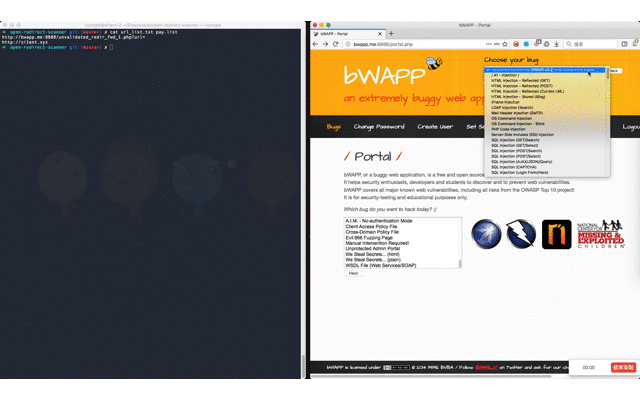 ➜ open-redirect-scanner git:(master) ✗ cat url_list.txt pay.list
http://bwapp.me:8888/unvalidated_redir_fwd_1.php?url=
http://silent.xyz
➜ open-redirect-scanner git:(master) ✗
bWAPP - Portal
bWAPP - Portal
bwapp.me:8888/portal.php
搜索
Choose your bug
bWAPP
an extremely buggy web app
/ A1 - Injection /
HTML Injection - Reflected (GET)
HTML Injection - Reflected (POST)
HTML Injection - Reflected (Current URL)
HTML Injection - Stored (Blog)
iFrame Injection
LDAP Injection (Search)
Mail Header Injection (SMTP)
OS Command Injection
OS Command Injection - Blind
PHP Code Injection
Server-Side Includes (SSI) Injection
SQL Injection (GET/Search)
SQL Injection (GET/Select)
SQL Injection (POST/Search)
SQL Injection (POST/Select)
SQL Injection (AJAX/JSON/jQuery)
SQL Injection (CAPTCHA)
SQL Injection (Login Form/Hero)
Bugs Change Password Create User Set Se Logou
/ Portal /
bWAPP, or a buggy web application, is a free and open source
It helps security enthusiasts, developers and students to discover and to prevent web vulnerabilities.
bWAPP covers all major known web vulnerabilities, including all risks from the OWASP Top 10 project!
It is for security-testing and educational purposes only.
Which bug do you want to hack today? ;)
A.I.M. - No-authentication Mode
Client Access Policy File
Cross-Domain Policy File
Evil 666 Fuzzing Page
Manual Intervention Required!
Unprotected Admin Portal
We Steal Secrets... (html)
We Steal Secrets... (plain)
WSDL File (Web Services/SOAP)
Hack
NATIONAL
CENTER FOR
MISSING &
EXPLOITED
CHILDREN
bWAPP is licensed under © 2014 MME BVBA / Follow on Twitter and ask for our che
00:00
结束录制